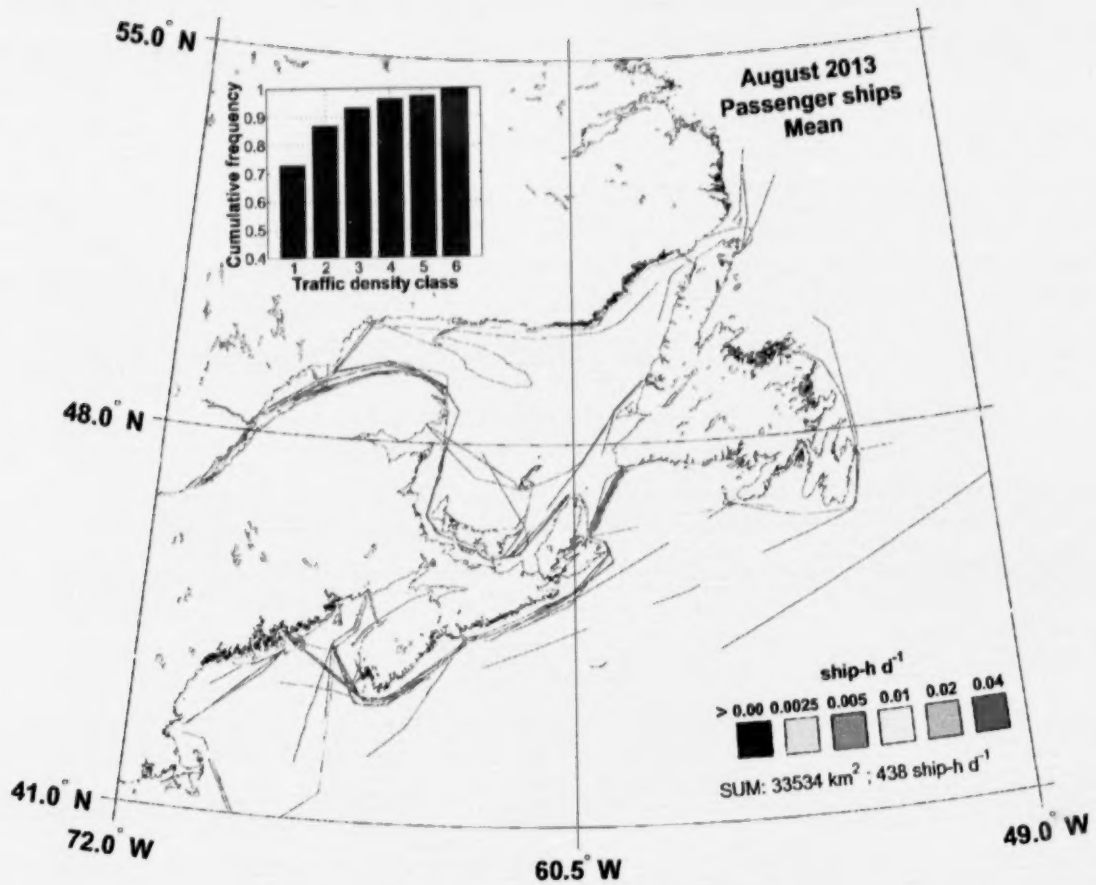 55.0° N
August 2013
Passenger ships
Mean
Cumulative frequency
1
0.9
0.8
0.7
0.6
0.5
0.4
1 2 3 4 5 6
Traffic density class
48.0° N
ship-h d⁻¹
> 0.00 0.0025 0.005 0.01 0.02 0.04
SUM: 33534 km² ; 438 ship-h d⁻¹
41.0° N
72.0° W
60.5° W
49.0° W